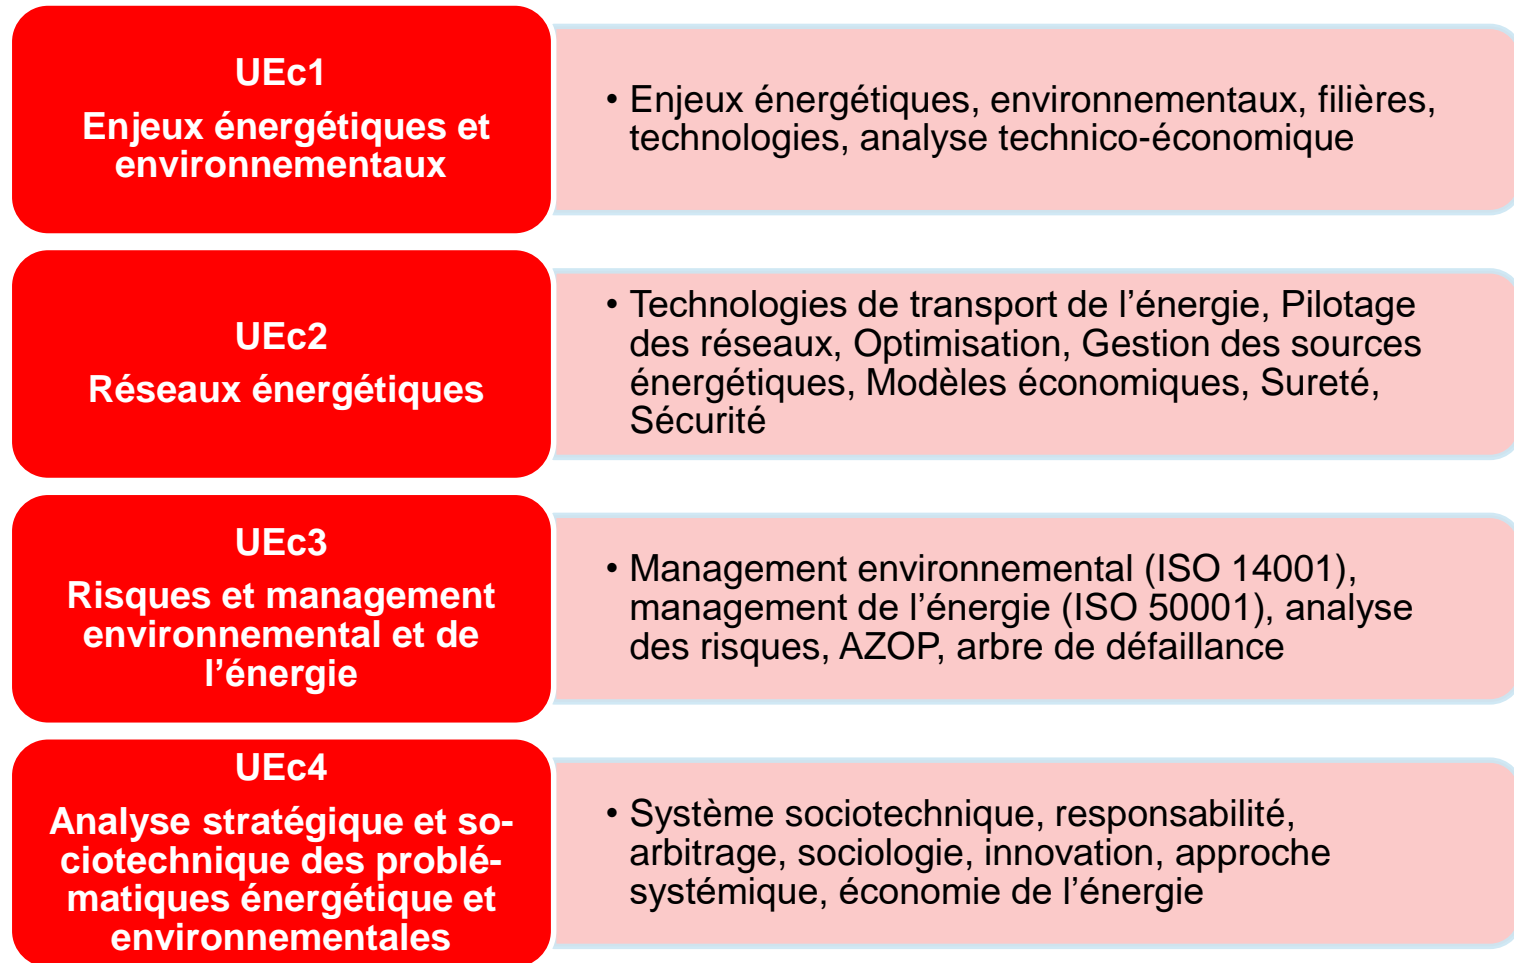 UEc1
Enjeux énergétiques et
environnementaux
• Enjeux énergétiques, environnementaux, filières,
technologies, analyse technico-économique
UEc2
Réseaux énergétiques
• Technologies de transport de l’énergie, Pilotage
des réseaux, Optimisation, Gestion des sources
énergétiques, Modèles économiques, Sureté,
Sécurité
UEc3
Risques et management
environnemental et de
l’énergie
• Management environnemental (ISO 14001),
management de l’énergie (ISO 50001), analyse
des risques, AZOP, arbre de défaillance
UEc4
Analyse stratégique et so-
ciotechnique des problé-
matiques énergétique et
environnementales
• Système sociotechnique, responsabilité,
arbitrage, sociologie, innovation, approche
systémique, économie de l’énergie